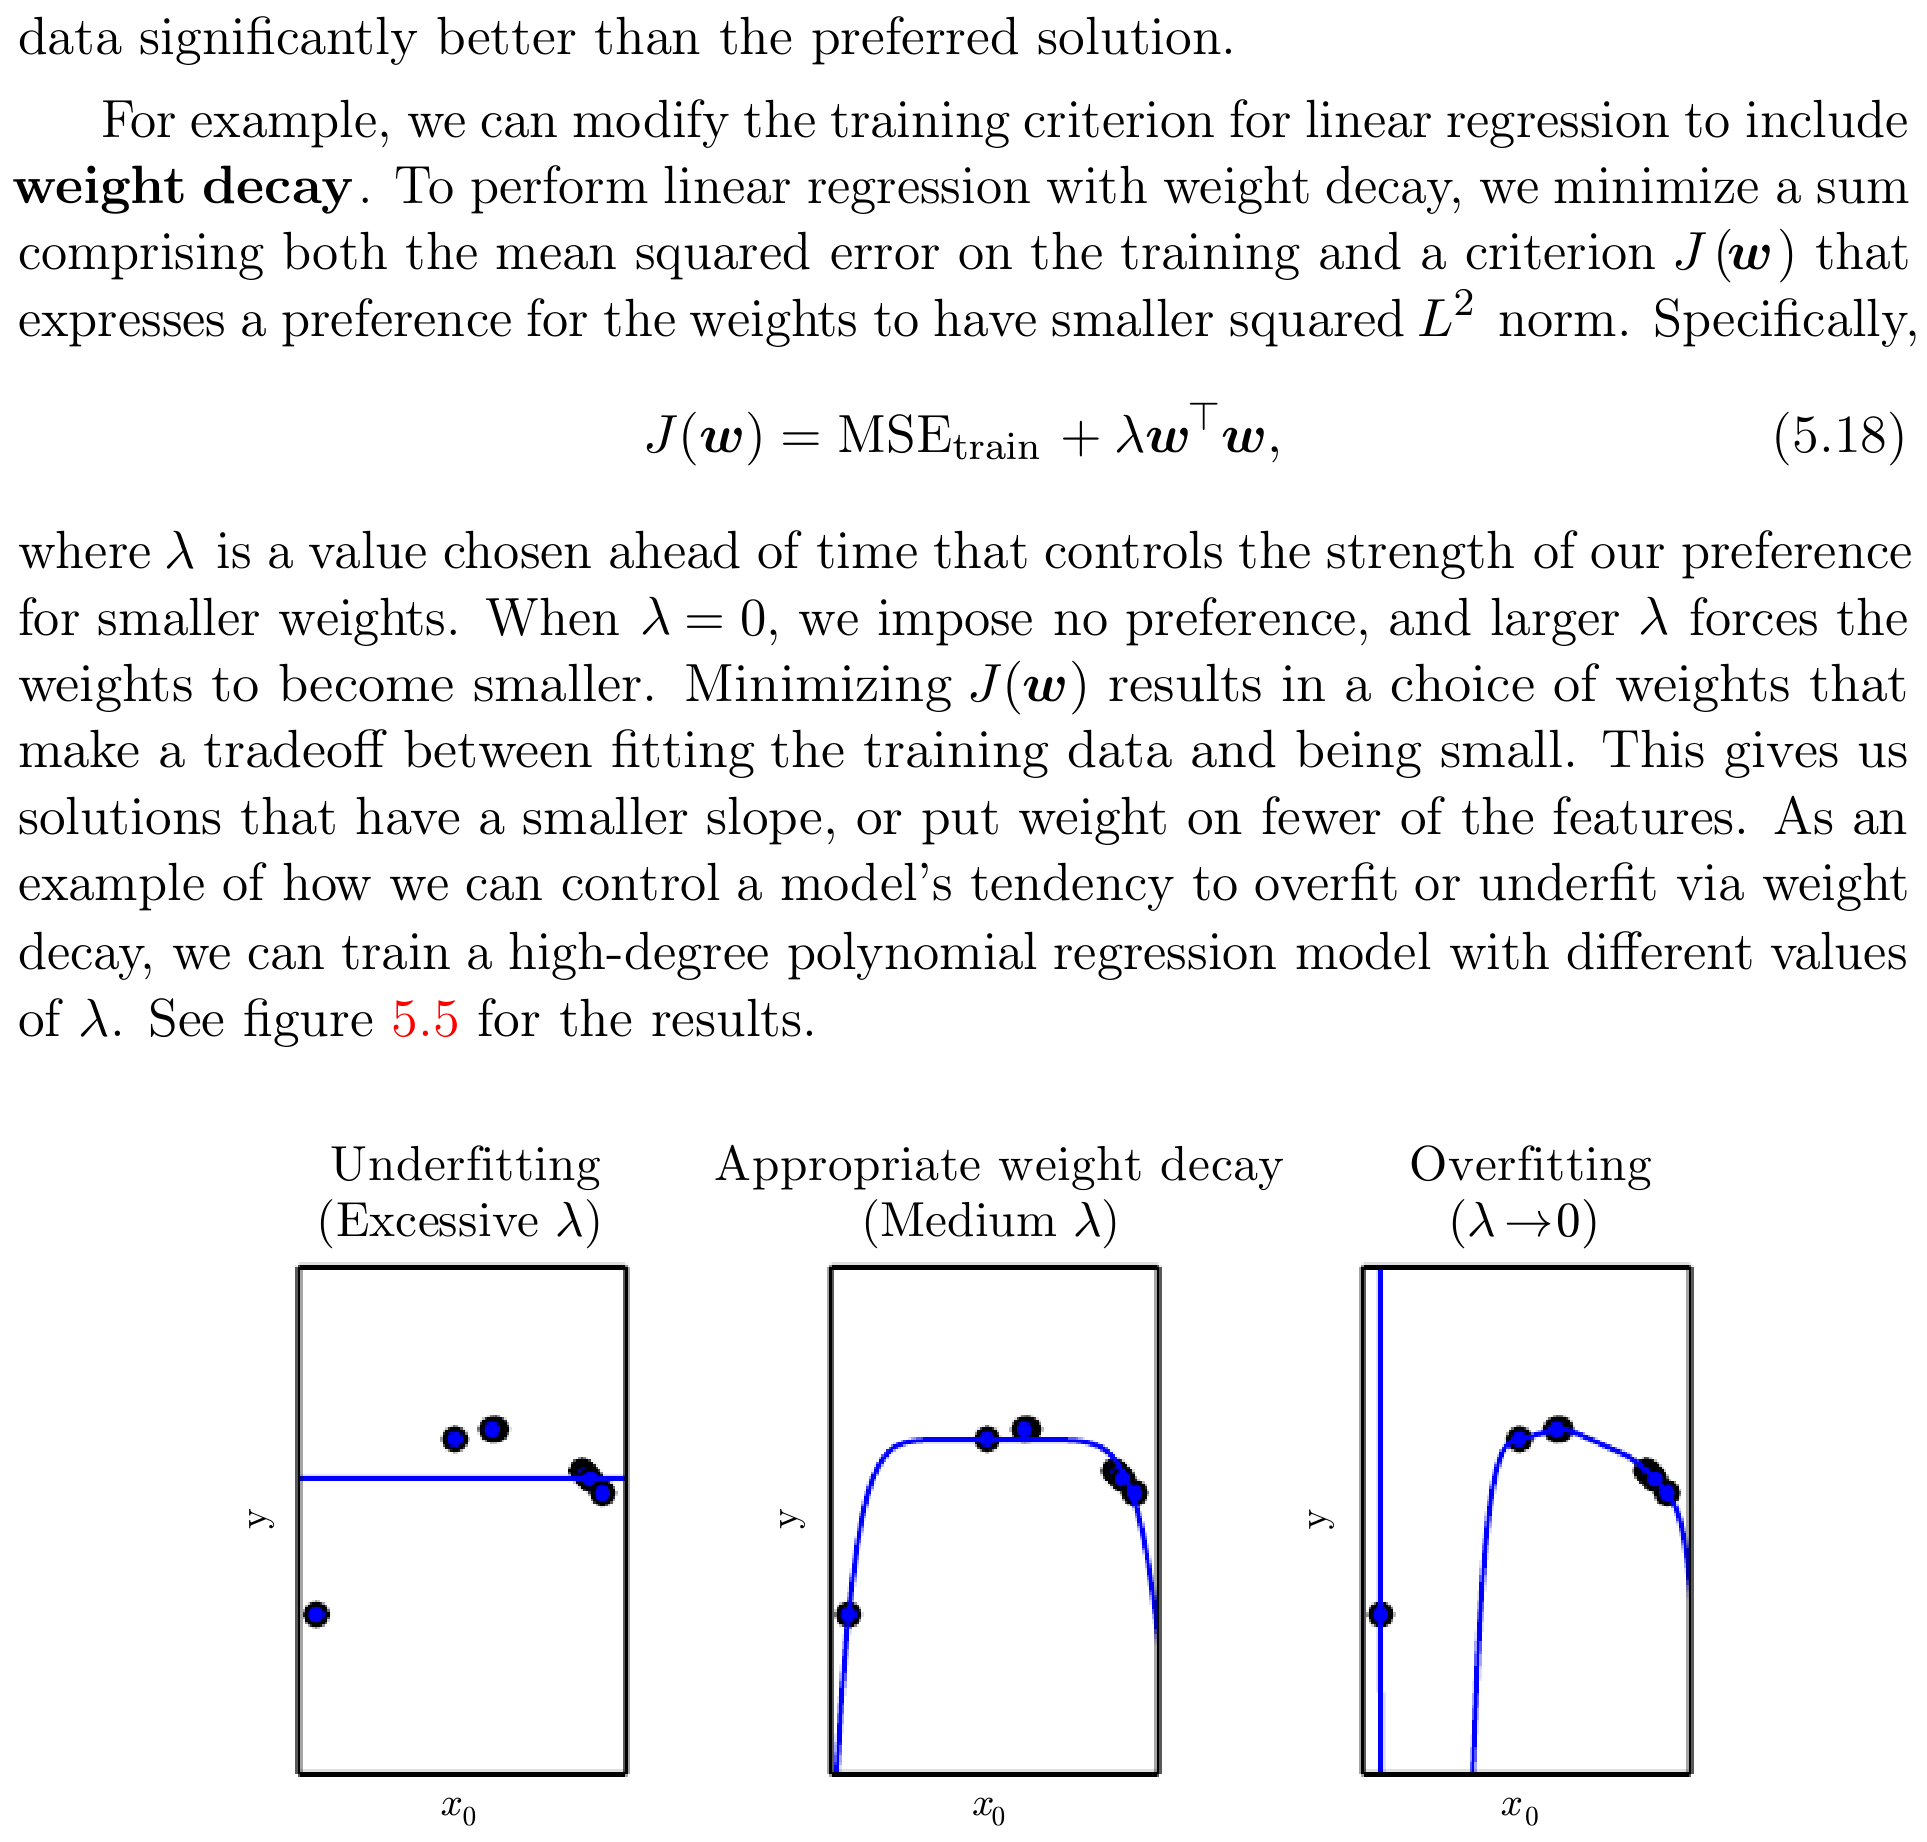 data significantly better than the preferred solution.
For example, we can modify the training criterion for linear regression to include
weight decay. To perform linear regression with weight decay, we minimize a sum
comprising both the mean squared error on the training and a criterion J(w) that
expresses a preference for the weights to have smaller squared L² norm. Specifically,
J(w) = MSE_train + λw^⊤w, (5.18)
where λ is a value chosen ahead of time that controls the strength of our preference
for smaller weights. When λ = 0, we impose no preference, and larger λ forces the
weights to become smaller. Minimizing J(w) results in a choice of weights that
make a tradeoff between fitting the training data and being small. This gives us
solutions that have a smaller slope, or put weight on fewer of the features. As an
example of how we can control a model's tendency to overfit or underfit via weight
decay, we can train a high-degree polynomial regression model with different values
of λ. See figure 5.5 for the results.
Underfitting
(Excessive λ)
Appropriate weight decay
(Medium λ)
Overfitting
(λ→0)
y
x₀
y
x₀
y
x₀